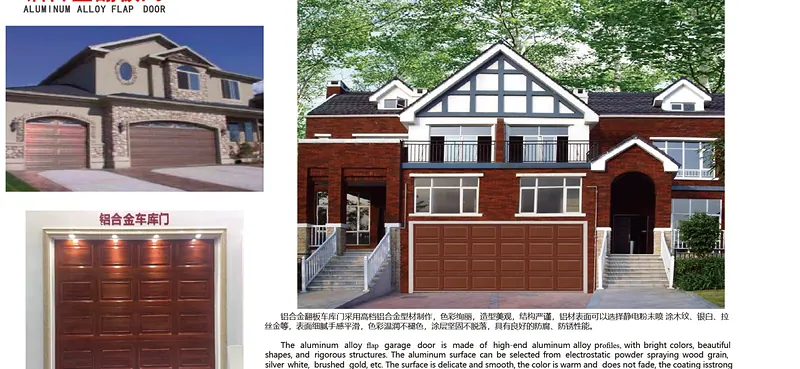 ALUMINUM ALLOY FLAP DOOR
铝合金车库门
铝合金翻板车库门采用高档铝合金型材制作，色彩绚丽，造型美观，结构严谨，铝材表面可以选择静电粉末喷 涂木纹、银白、拉
丝金等，表面细腻手感平滑，色彩温润不褪色，涂层坚固不脱落，具有良好的防腐、防锈性能。
The aluminum alloy flap garage door is made of high-end aluminum alloy profiles, with bright colors, beautiful
shapes, and rigorous structures. The aluminum surface can be selected from electrostatic powder spraying wood grain,
silver white, brushed gold, etc. The surface is delicate and smooth, the color is warm and does not fade, the coating isstrong